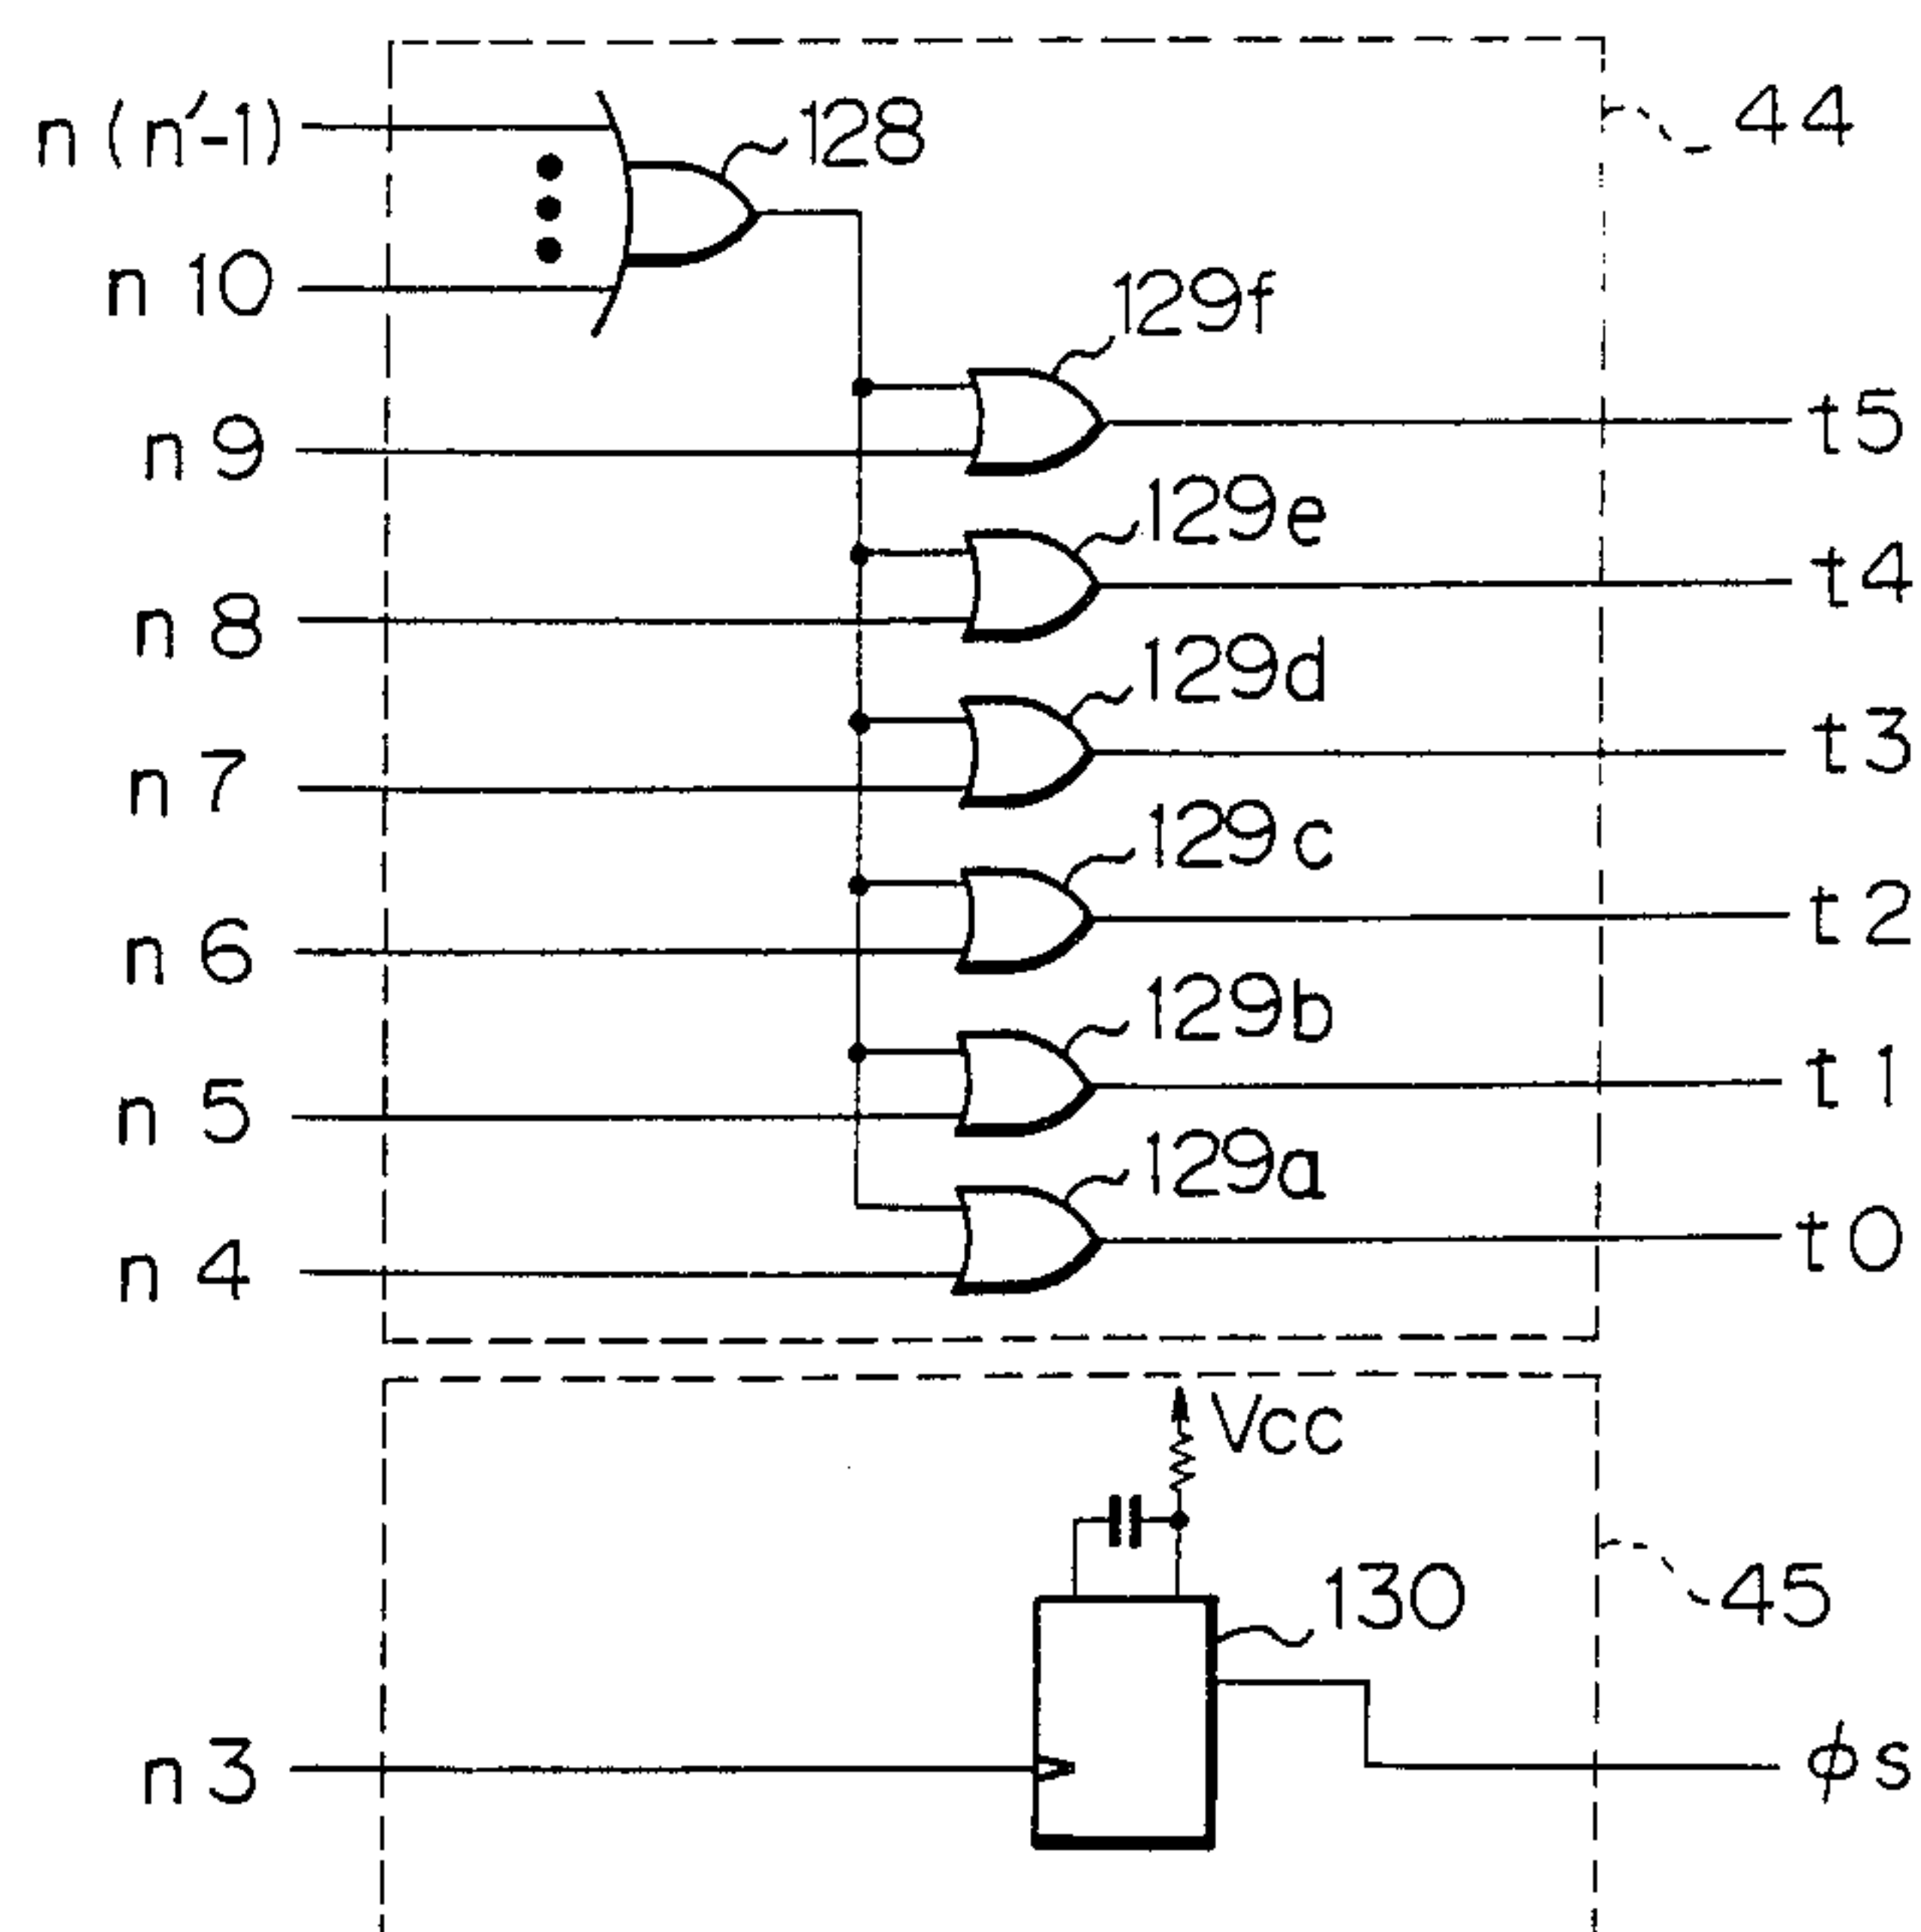 n(n'-1)
128
44
n 10
129f
n 9
t5
129e
n 8
t4
129d
n 7
t3
129c
n 6
t2
129b
n 5
t1
129a
n 4
t0
Vcc
130
45
n 3
ϕs